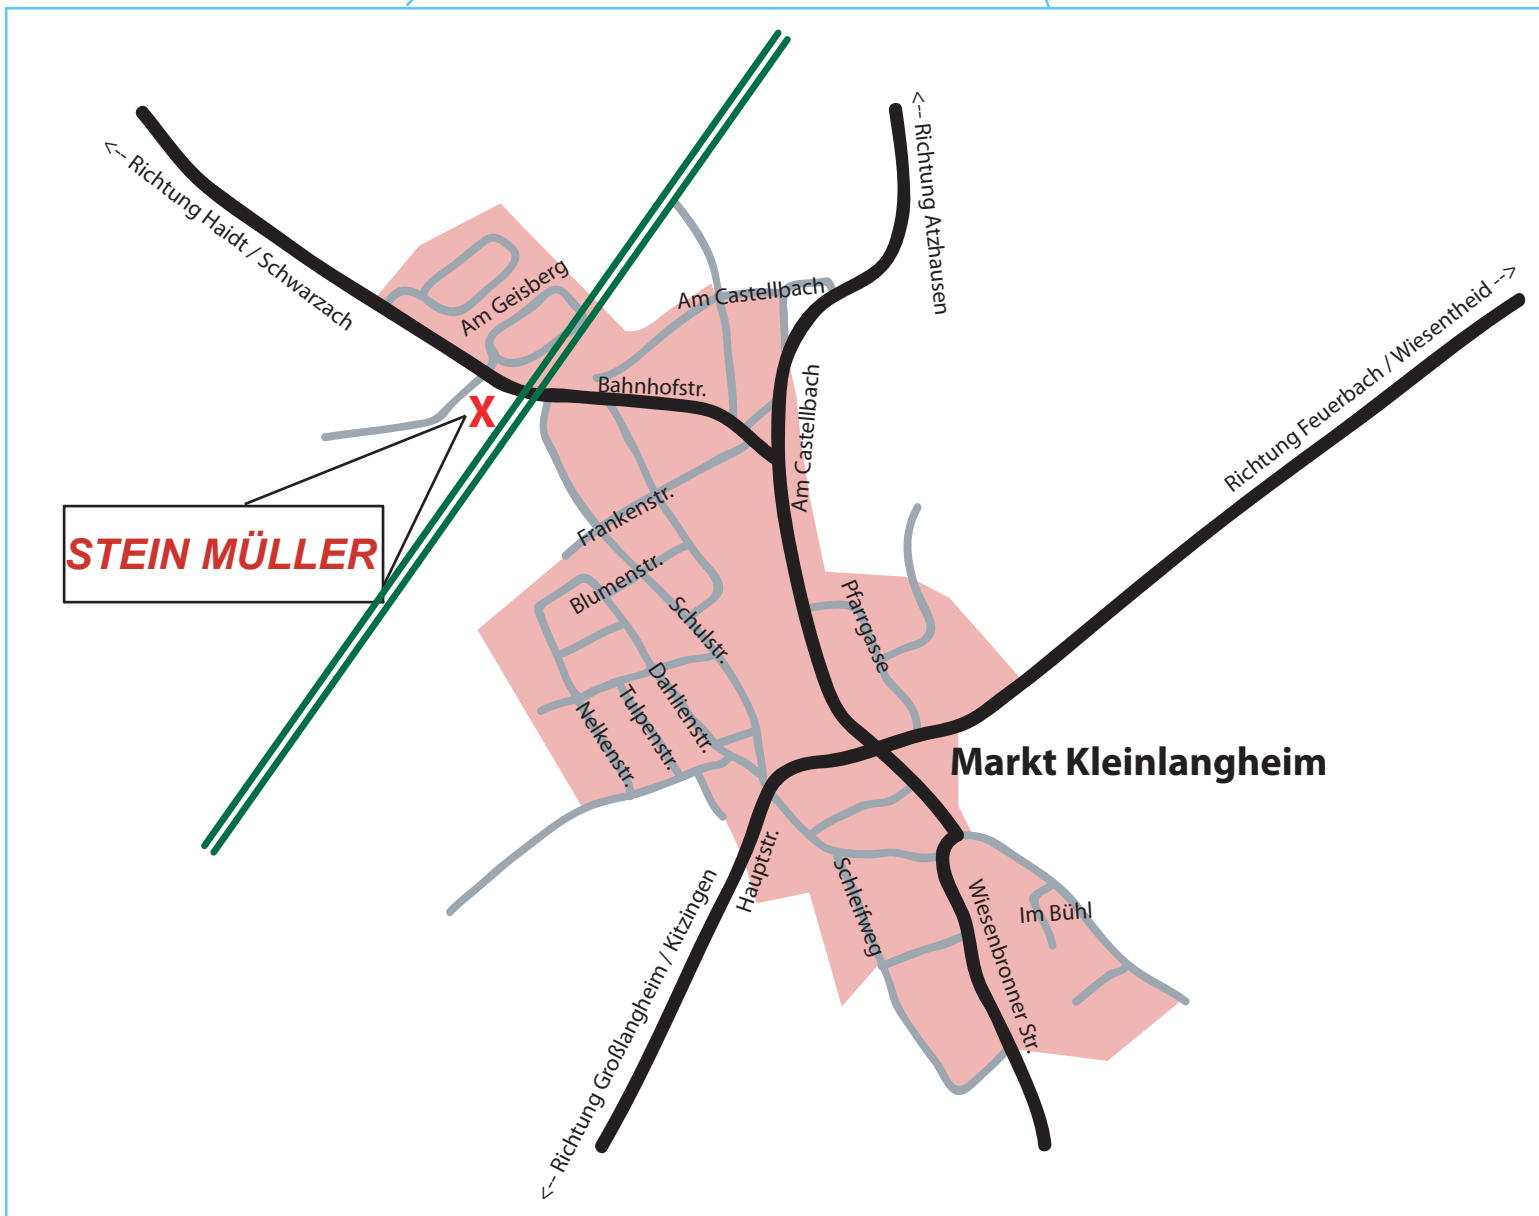 <-- Richtung Haidt / Schwarzach
<-- Richtung Atzhausen
Am Geisberg
Am Castellbach
Richtung Feuerbach / Wiesentheid -->
Bahnhofstr.
X
Am Castellbach
STEIN MÜLLER
Frankenstr.
Blumenstr.
Schulstr.
Pfarrgasse
Dahlienstr.
Tulpenstr.
Nelkenstr.
Markt Kleinlangheim
Hauptstr.
Schleifweg
Wiesenbronner Str.
Im Bühl
<-- Richtung Großlangheim / Kitzingen